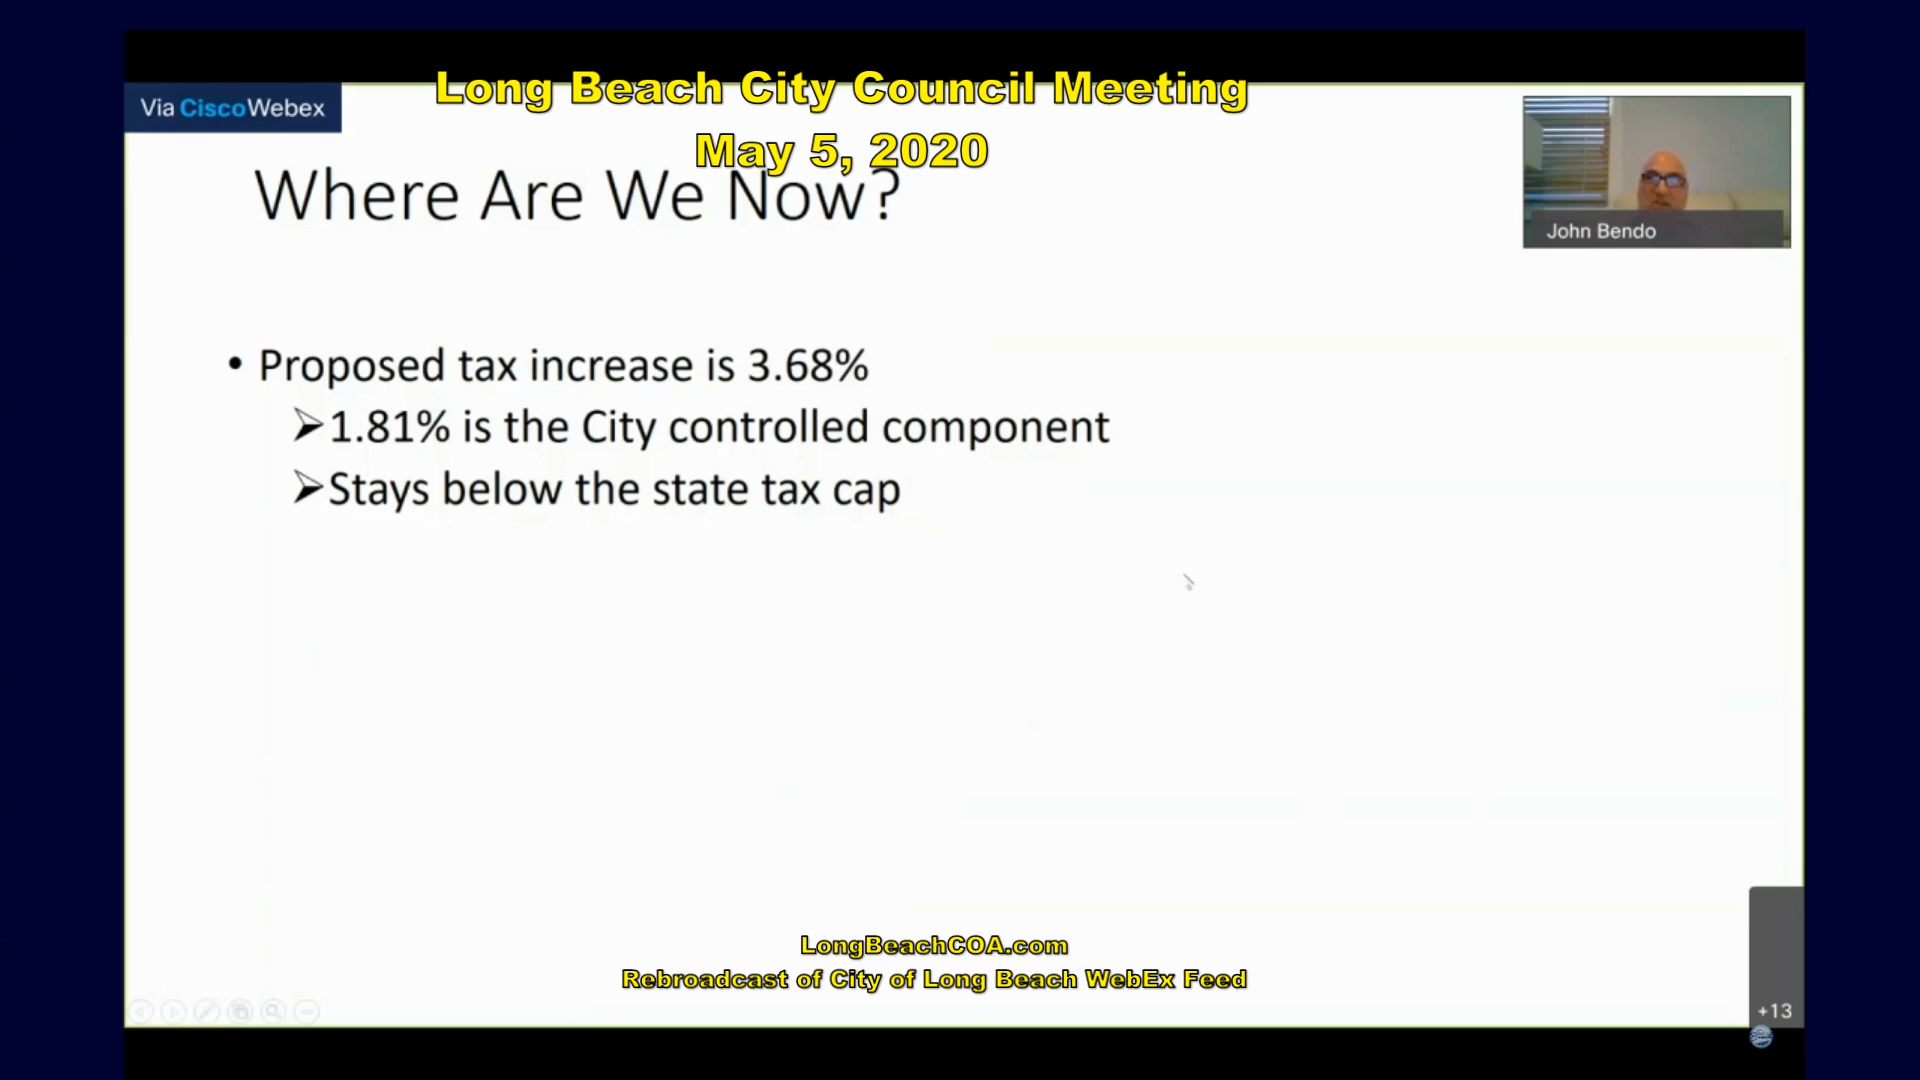 Long Beach City Council Meeting
May 5, 2020
Via CiscoWebex
Where Are We Now?
John Bendo
• Proposed tax increase is 3.68%
➢1.81% is the City controlled component
➢Stays below the state tax cap
LongBeachCOA.com
Rebroadcast of City of Long Beach WebEx Feed
+13